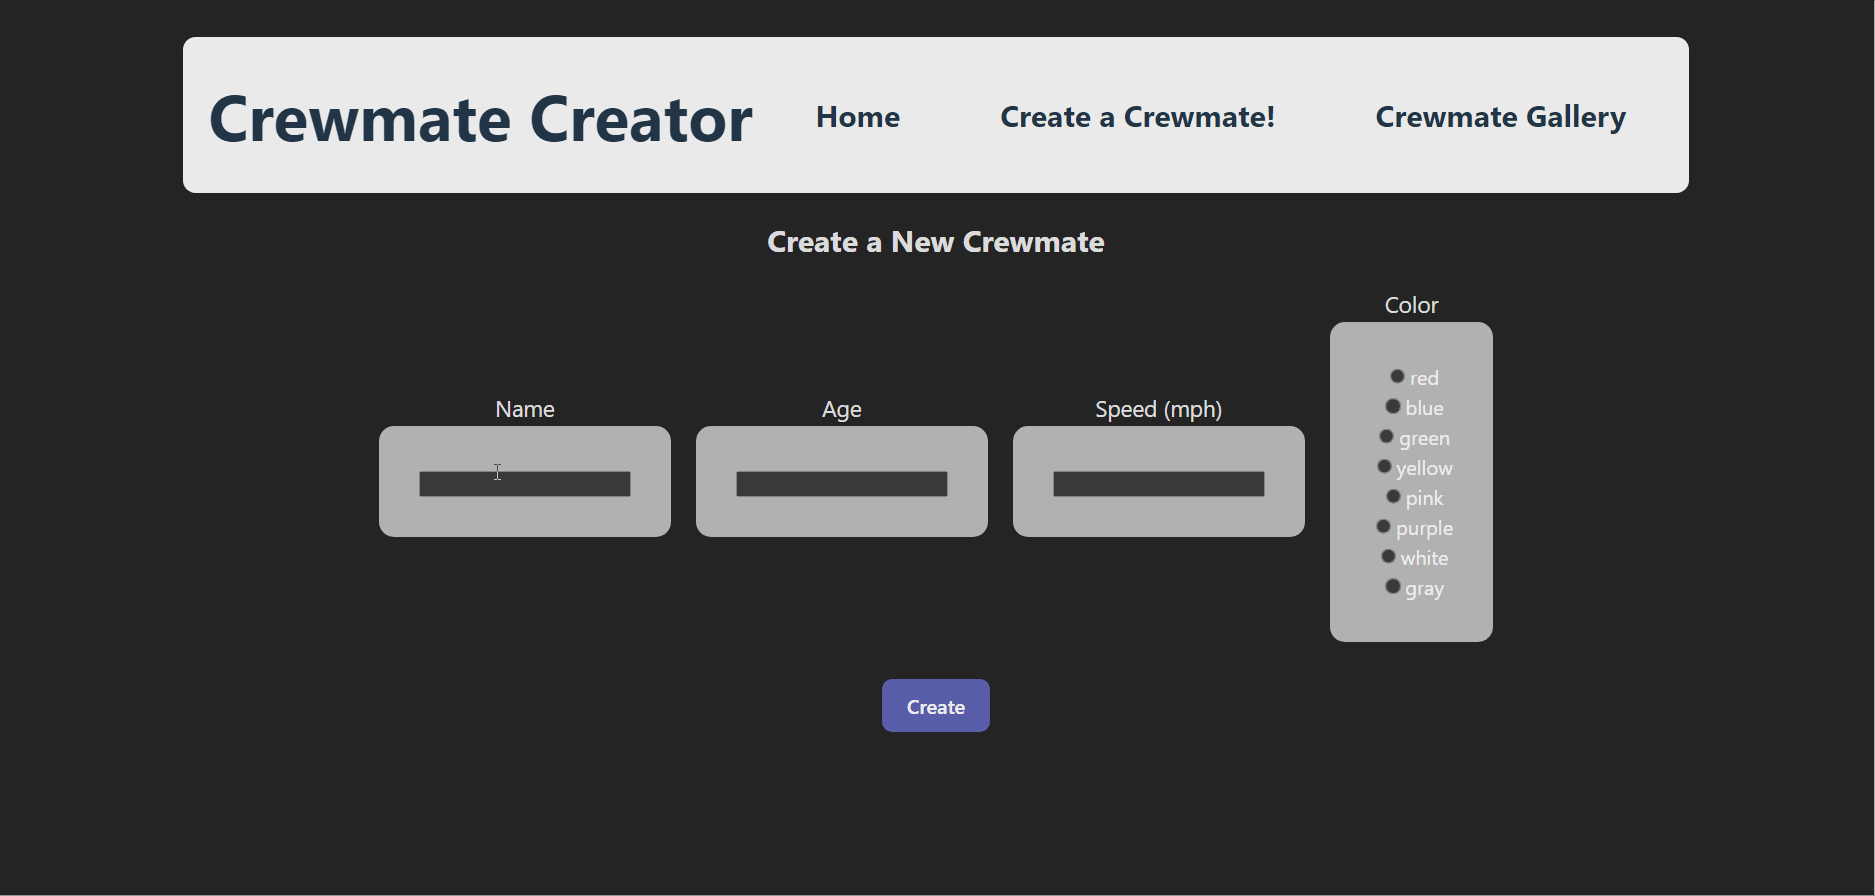 Crewmate Creator
Home
Create a Crewmate!
Crewmate Gallery
Create a New Crewmate
Name
Age
Speed (mph)
Color
red
blue
green
yellow
pink
purple
white
gray
Create